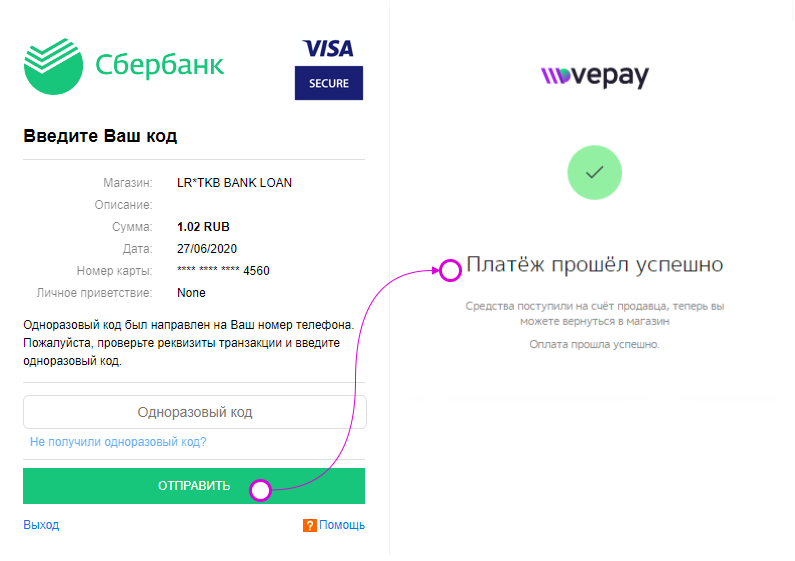 Сбербанк
VISA
SECURE
Введите Ваш код
Магазин: LR*TKB BANK LOAN
Описание:
Сумма: 1.02 RUB
Дата: 27/06/2020
Номер карты: **** **** **** 4560
Личное приветствие: None
Одноразовый код был направлен на Ваш номер телефона.
Пожалуйста, проверьте реквизиты транзакции и введите
одноразовый код.
Одноразовый код
Не получили одноразовый код?
ОТПРАВИТЬ
Выход
? Помощь
vepay
Платёж прошёл успешно
Средства поступили на счёт продавца, теперь вы
можете вернуться в магазин
Оплата прошла успешно.